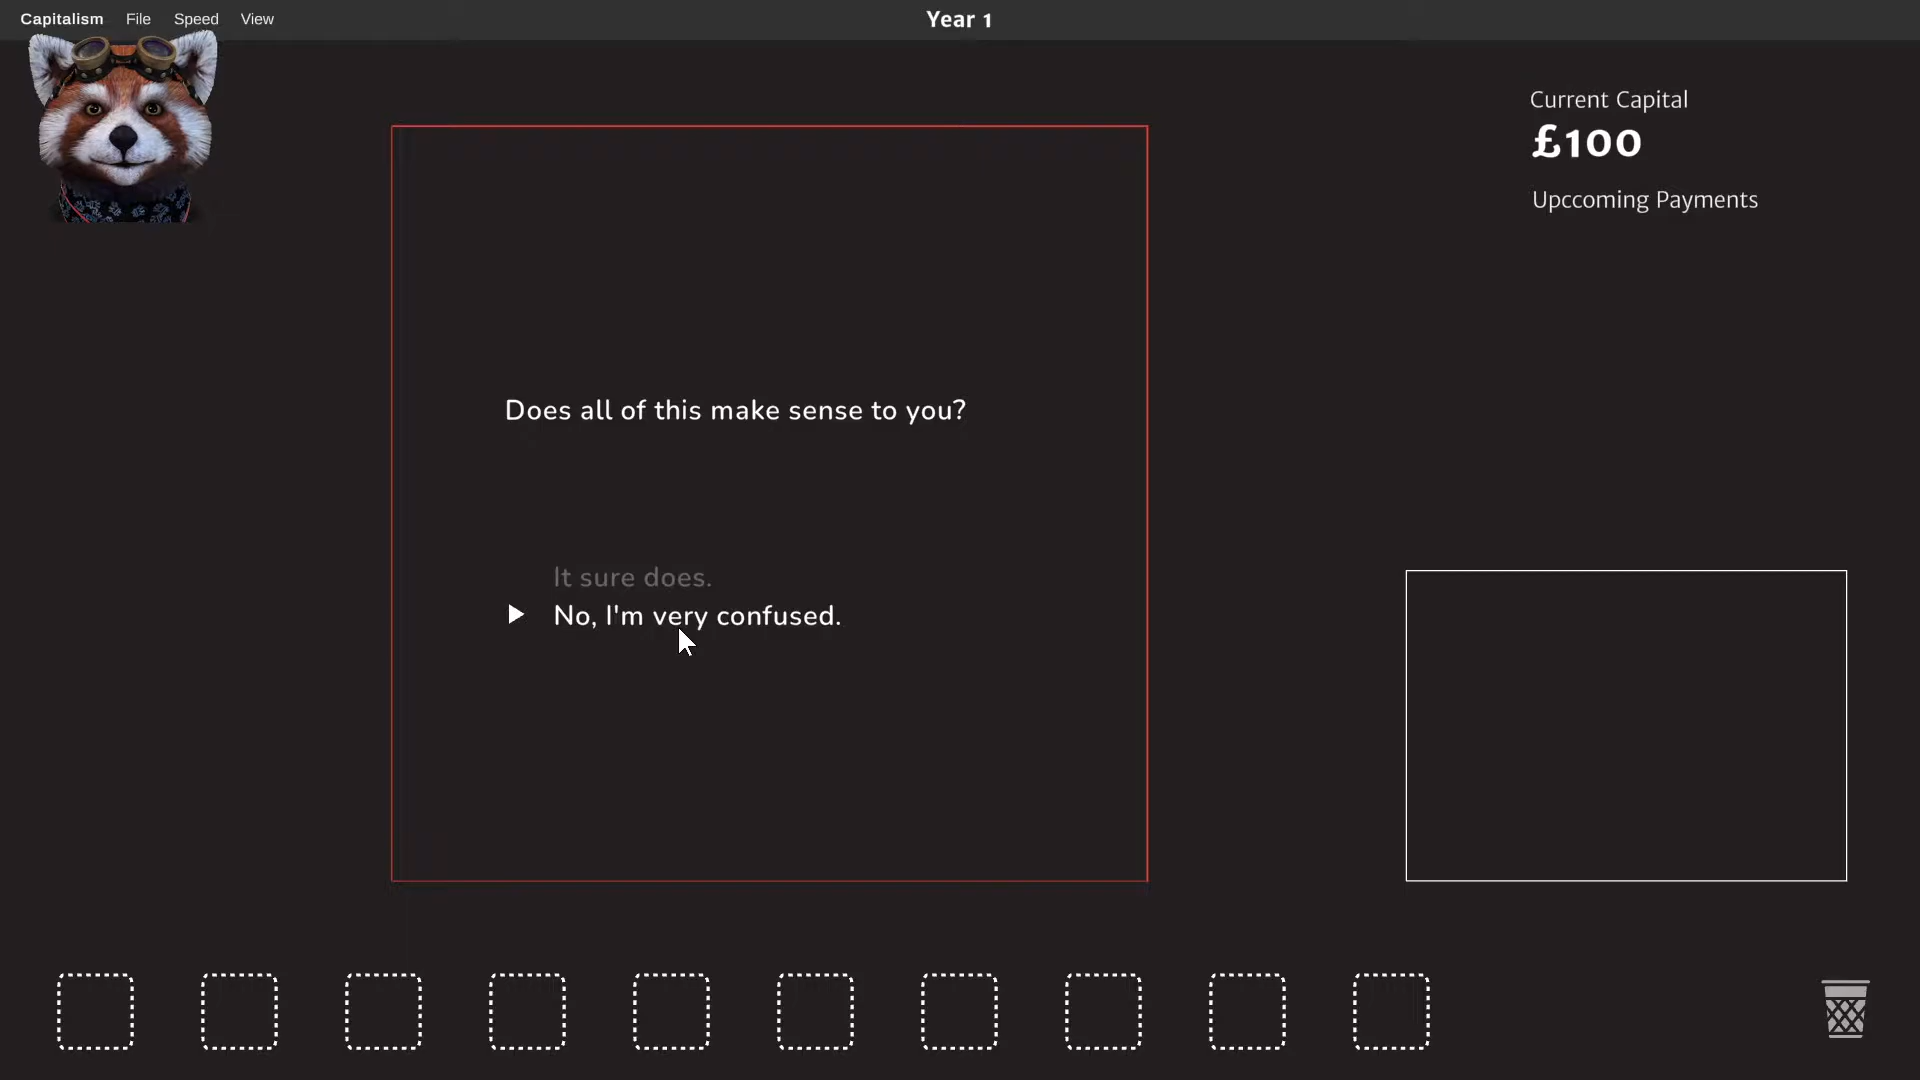 Capitalism File Speed View
Year 1
Current Capital
£100
Upccoming Payments
Does all of this make sense to you?
It sure does.
No, I'm very confused.